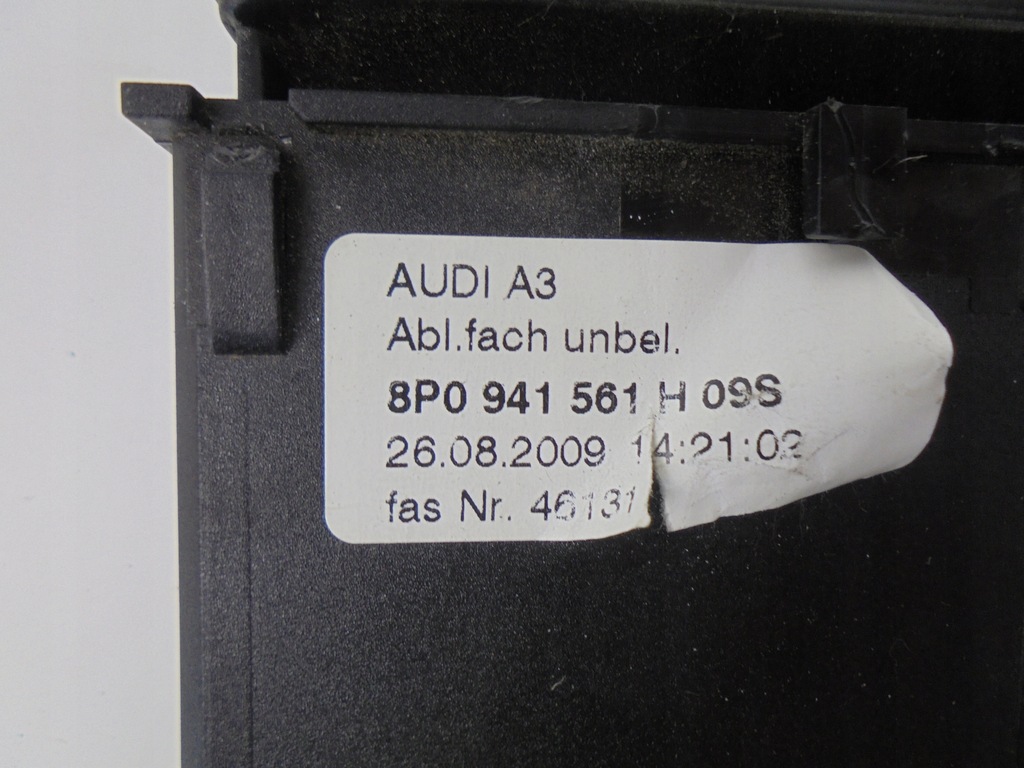 AUDI A3
Abl.fach unbel.
8P0 941 561 H 09S
26.08.2009 14:21:02
fas Nr. 46131